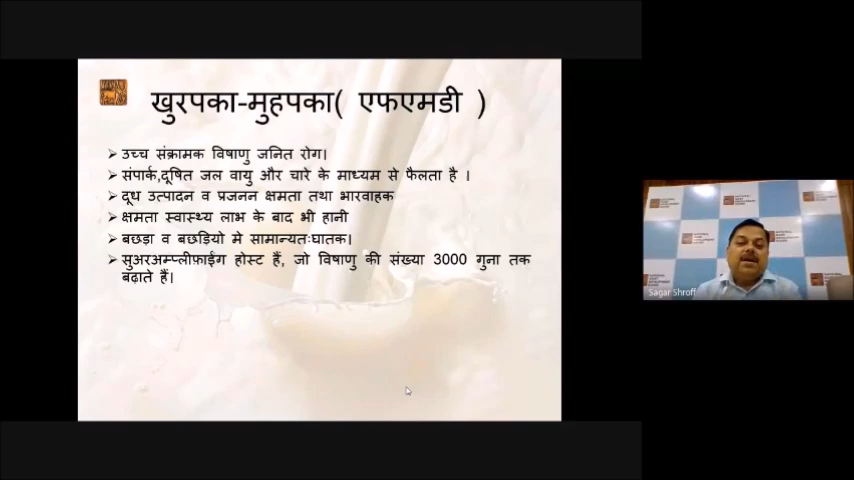 खुरपका-मुहपका( एफएमडी )
➢ उच्च संक्रामक विषाणु जनित रोग।
➢ संपार्क,दूषित जल वायु और चारे के माध्यम से फैलता है ।
➢ दूध उत्पादन व प्रजनन क्षमता तथा भारवाहक
➢ क्षमता स्वास्थ्य लाभ के बाद भी हानी
➢ बछड़ा व बछड़ियो मे सामान्यतःघातक।
➢ सुअरअम्प्लीफ़ाईंग होस्ट हैं, जो विषाणु की संख्या 3000 गुना तक
बढ़ाते हैं।
Sagar Shroff